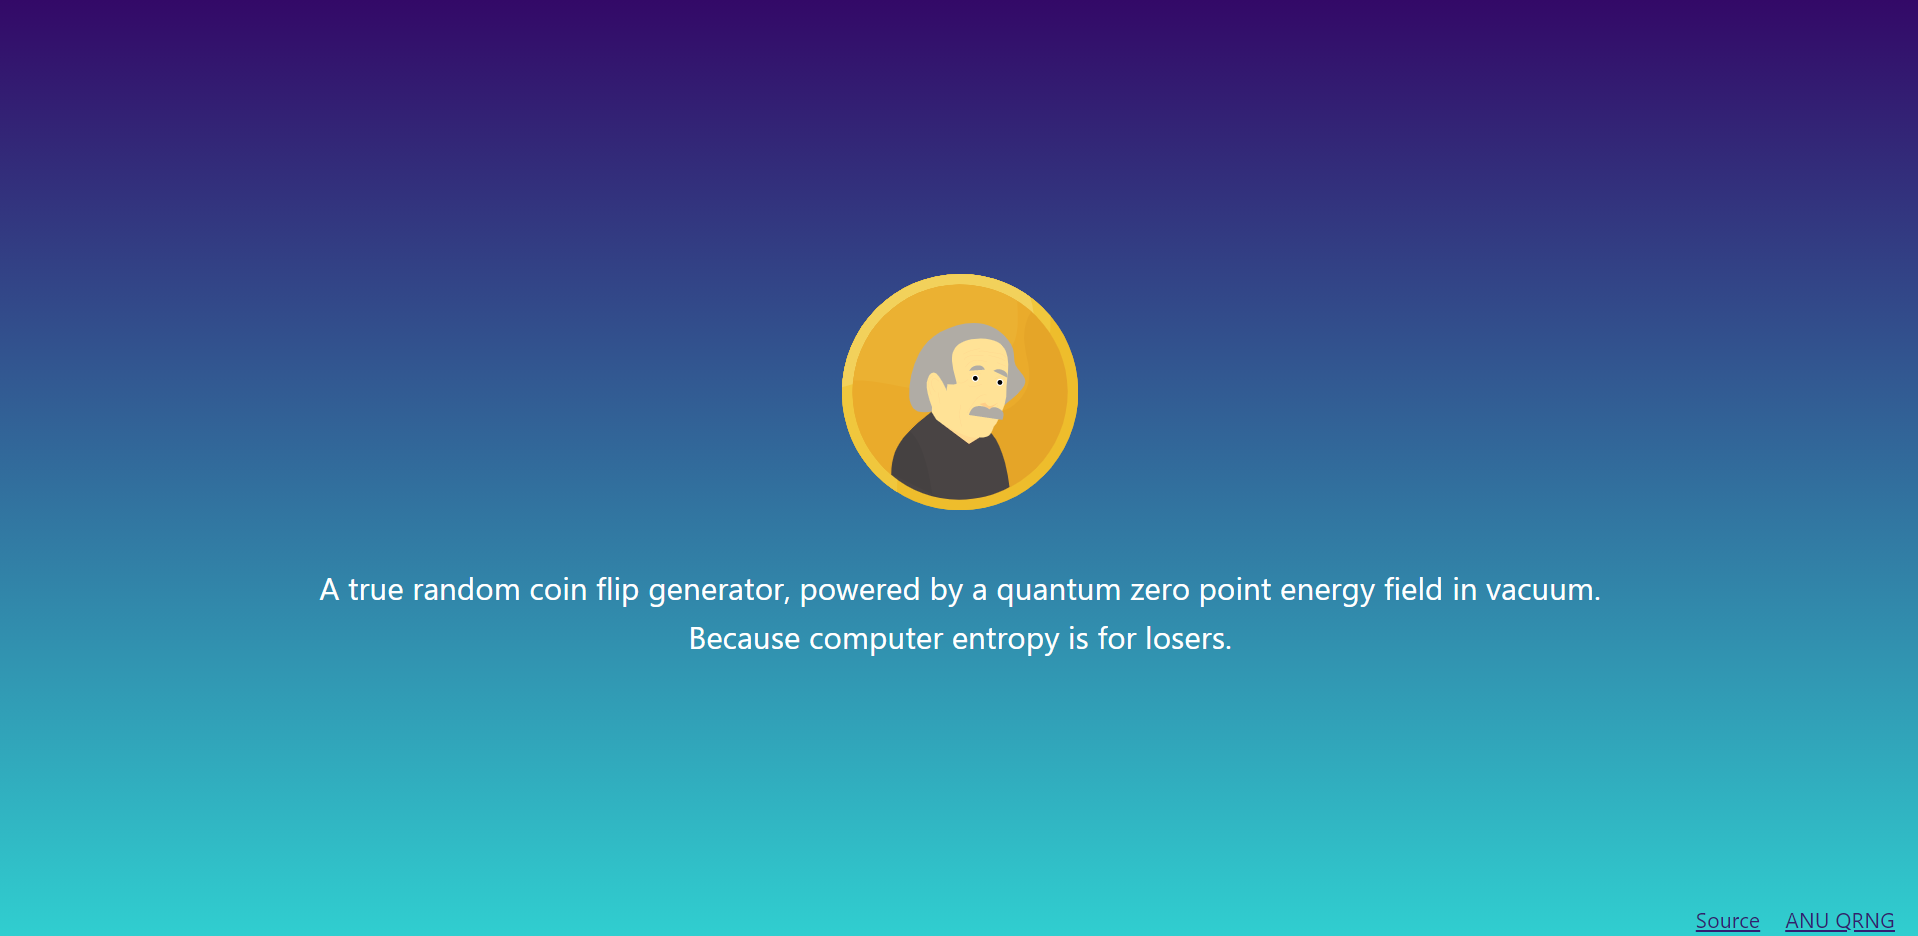 A true random coin flip generator, powered by a quantum zero point energy field in vacuum.
Because computer entropy is for losers.
Source ANU QRNG